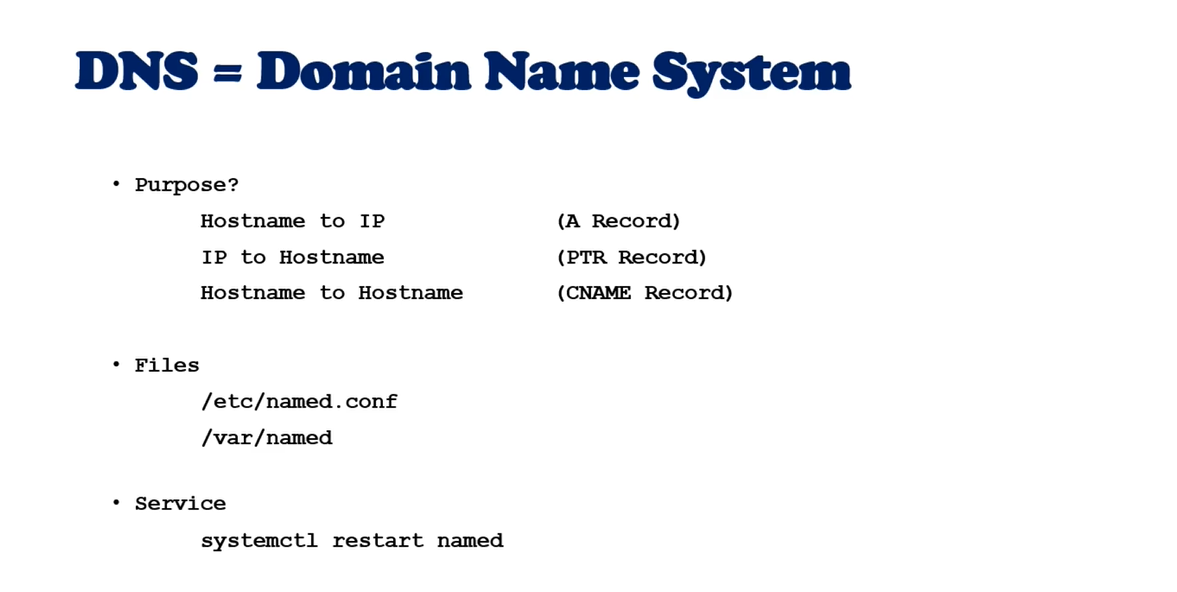 DNS = Domain Name System
• Purpose?
Hostname to IP (A Record)
IP to Hostname (PTR Record)
Hostname to Hostname (CNAME Record)
• Files
/etc/named.conf
/var/named
• Service
systemctl restart named